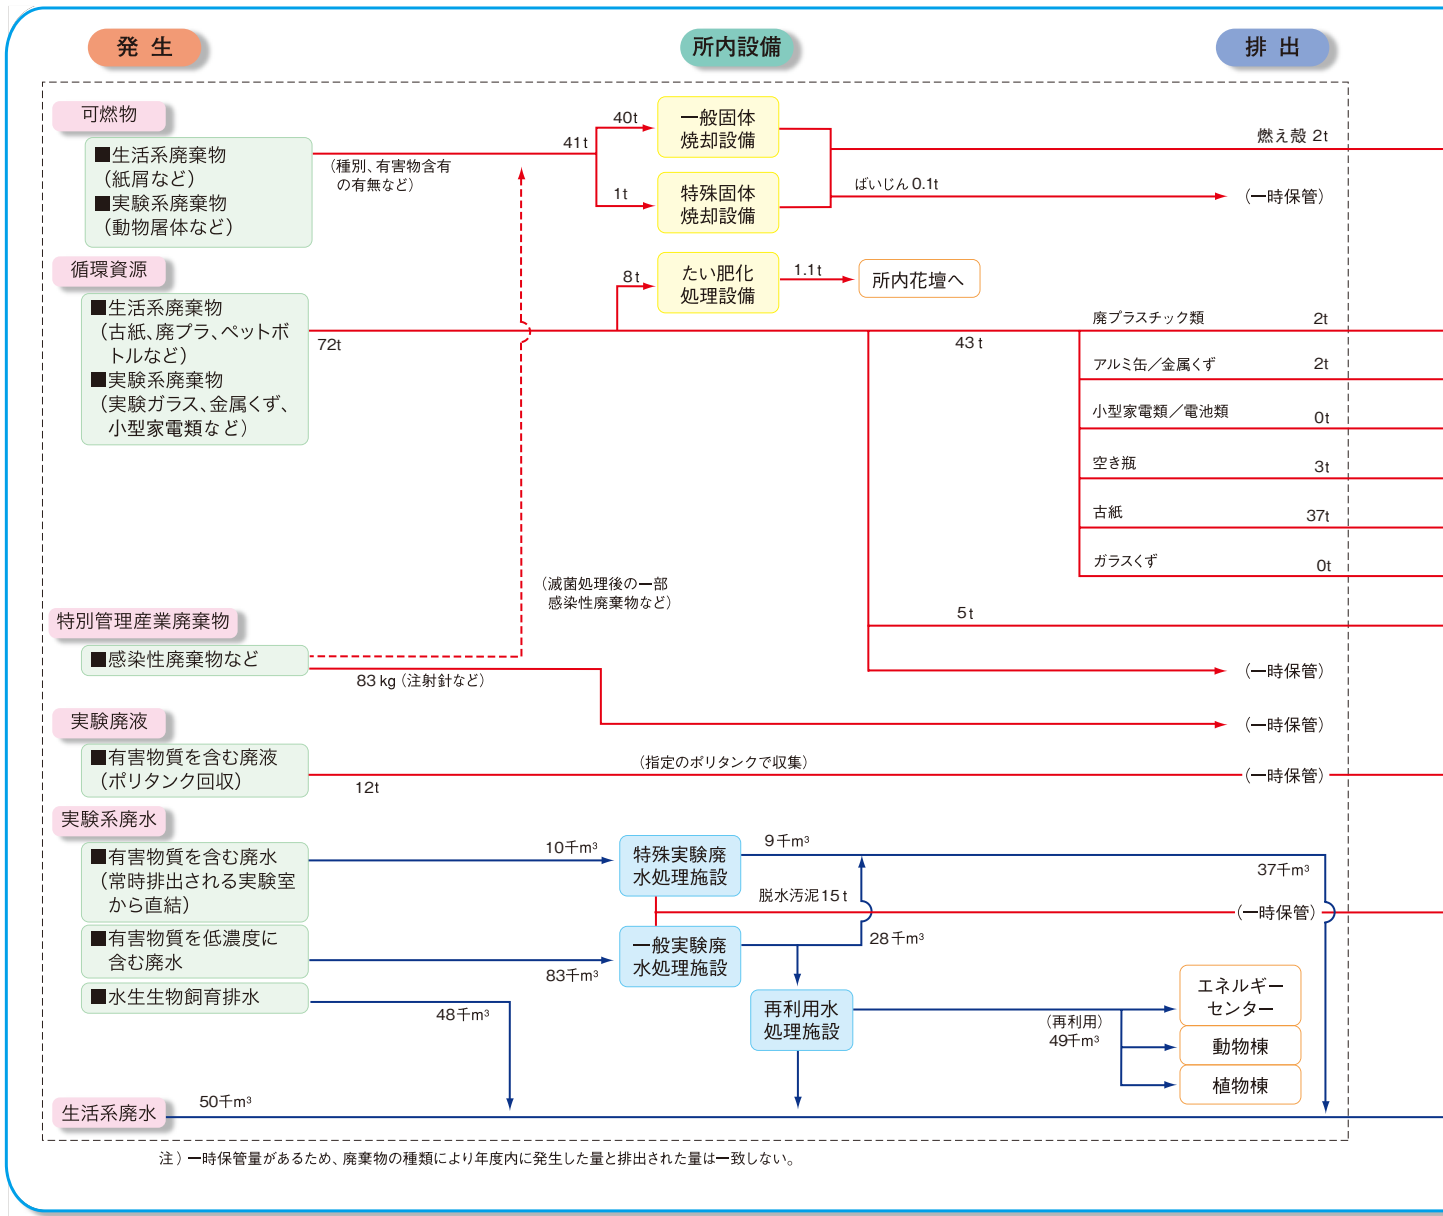 発 生
所内設備
排 出
可燃物
■生活系廃棄物
(紙屑など)
■実験系廃棄物
(動物屠体など)
41t
(種別、有害物含有
の有無など)
40t
1t
一般固体
焼却設備
特殊固体
焼却設備
燃え殻 2t
ばいじん 0.1t
(一時保管)
循環資源
■生活系廃棄物
(古紙、廃プラ、ペットボ
トルなど)
■実験系廃棄物
(実験ガラス、金属くず、
小型家電類など)
72t
8t
たい肥化
処理設備
1.1t
所内花壇へ
43t
廃プラスチック類 2t
アルミ缶／金属くず 2t
小型家電類／電池類 0t
空き瓶 3t
古紙 37t
ガラスくず 0t
5t
(一時保管)
(滅菌処理後の一部
感染性廃棄物など)
特別管理産業廃棄物
■感染性廃棄物など
83kg(注射針など)
(一時保管)
実験廃液
■有害物質を含む廃液
(ポリタンク回収)
12t
(指定のポリタンクで収集)
(一時保管)
実験系廃水
■有害物質を含む廃水
(常時排出される実験室
から直結)
10千m³
特殊実験廃
水処理施設
9千m³
37千m³
脱水汚泥15t
(一時保管)
■有害物質を低濃度に
含む廃水
83千m³
一般実験廃
水処理施設
28千m³
■水生生物飼育排水
48千m³
再利用水
処理施設
(再利用)
49千m³
エネルギー
センター
動物棟
植物棟
生活系廃水
50千m³
注）一時保管量があるため、廃棄物の種類により年度内に発生した量と排出された量は一致しない。